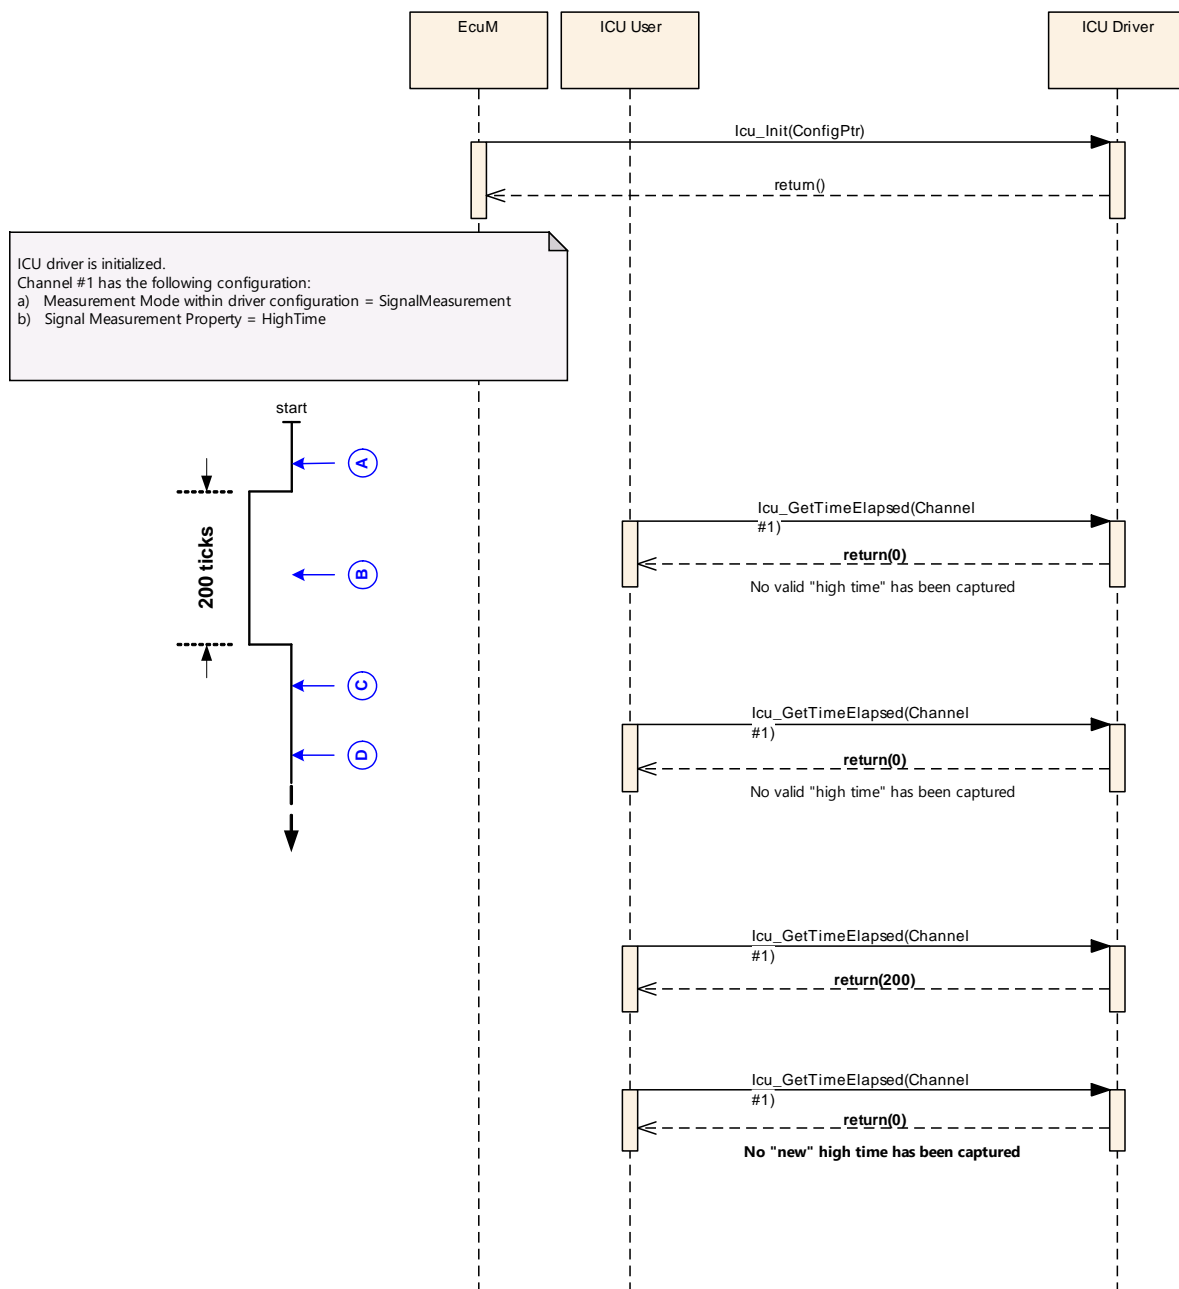 EcuM
ICU User
ICU Driver
Icu_Init(ConfigPtr)
return()
ICU driver is initialized.
Channel #1 has the following configuration:
a) Measurement Mode within driver configuration = SignalMeasurement
b) Signal Measurement Property = HighTime
start
A
200 ticks
B
C
D
Icu_GetTimeElapsed(Channel
#1)
return(0)
No valid "high time" has been captured
Icu_GetTimeElapsed(Channel
#1)
return(0)
No valid "high time" has been captured
Icu_GetTimeElapsed(Channel
#1)
return(200)
Icu_GetTimeElapsed(Channel
#1)
return(0)
No "new" high time has been captured